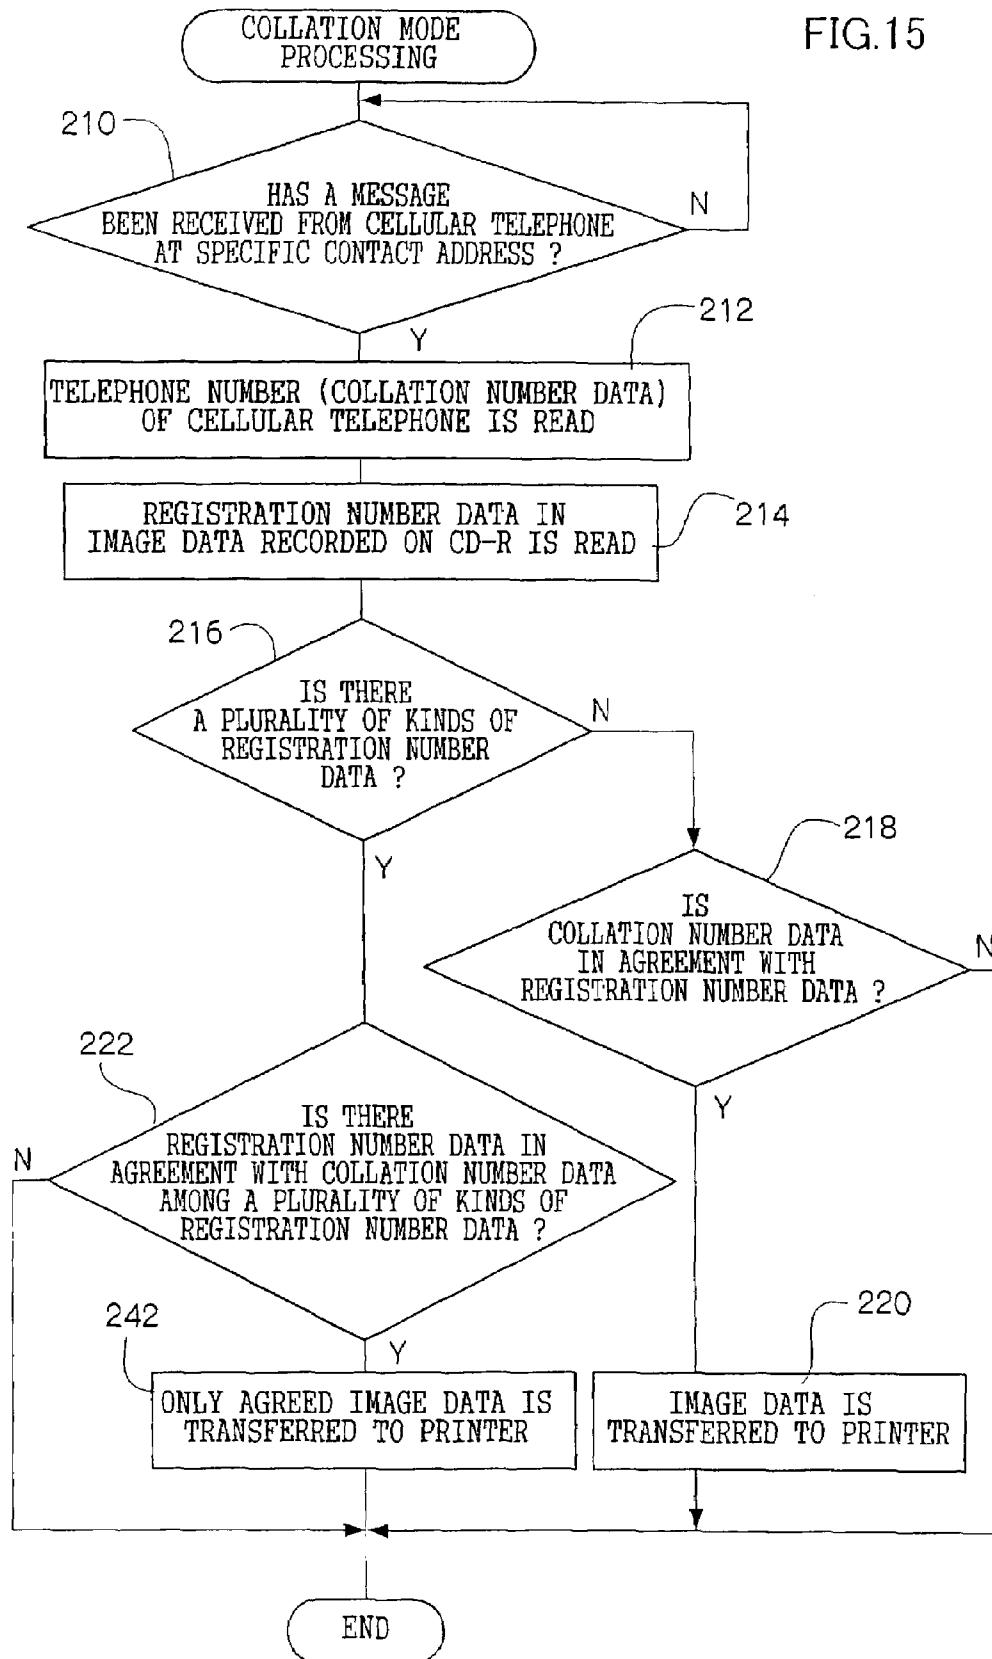 FIG.15
COLLATION MODE
PROCESSING
210
HAS A MESSAGE
BEEN RECEIVED FROM CELLULAR TELEPHONE
AT SPECIFIC CONTACT ADDRESS ?
N
Y
212
TELEPHONE NUMBER (COLLATION NUMBER DATA)
OF CELLULAR TELEPHONE IS READ
214
REGISTRATION NUMBER DATA IN
IMAGE DATA RECORDED ON CD-R IS READ
216
IS THERE
A PLURALITY OF KINDS OF
REGISTRATION NUMBER
DATA ?
N
Y
218
IS
COLLATION NUMBER DATA
IN AGREEMENT WITH
REGISTRATION NUMBER DATA ?
N
Y
222
IS THERE
REGISTRATION NUMBER DATA IN
AGREEMENT WITH COLLATION NUMBER DATA
AMONG A PLURALITY OF KINDS OF
REGISTRATION NUMBER DATA ?
N
Y
242
ONLY AGREED IMAGE DATA IS
TRANSFERRED TO PRINTER
220
IMAGE DATA IS
TRANSFERRED TO PRINTER
END